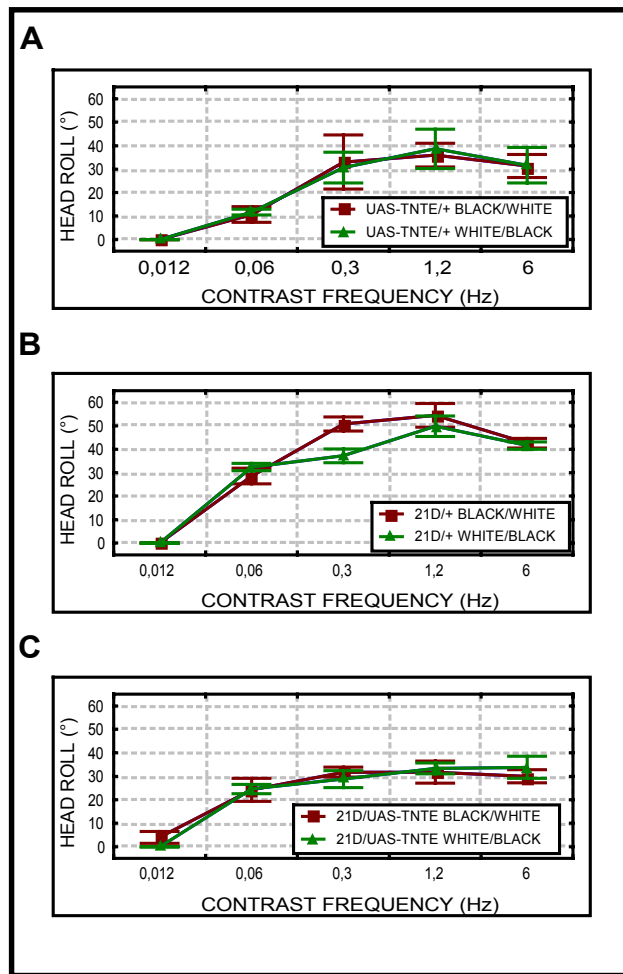 A
60
50
40
30
20
10
0
HEAD ROLL (°)
UAS-TNTE/+ BLACK/WHITE
UAS-TNTE/+ WHITE/BLACK
0,012 0,06 0,3 1,2 6
CONTRAST FREQUENCY (Hz)
B
60
50
40
30
20
10
0
HEAD ROLL (°)
21D/+ BLACK/WHITE
21D/+ WHITE/BLACK
0,012 0,06 0,3 1,2 6
CONTRAST FREQUENCY (Hz)
C
60
50
40
30
20
10
0
HEAD ROLL (°)
21D/UAS-TNTE BLACK/WHITE
21D/UAS-TNTE WHITE/BLACK
0,012 0,06 0,3 1,2 6
CONTRAST FREQUENCY (Hz)